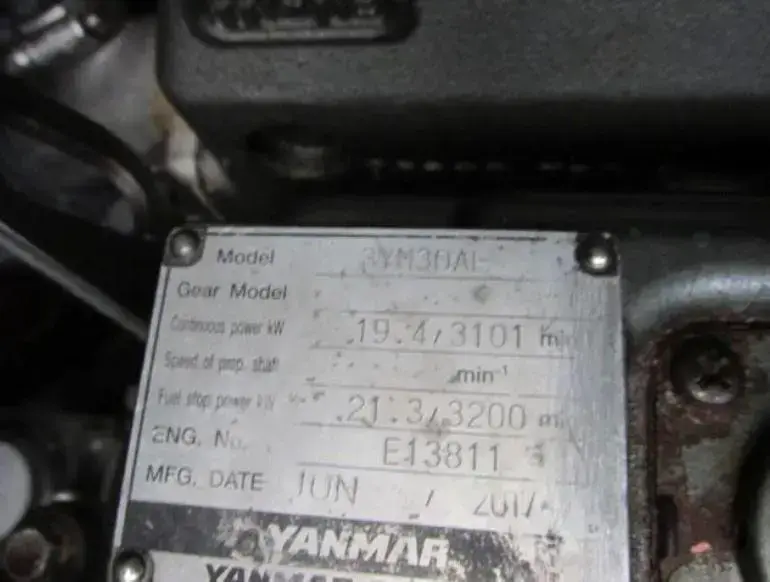 Model 3YM30AE
Gear Model
Continuous power kW 19.4/3101 min
Speed of prop. shaft min⁻¹
Fuel stop power kW 21.3/3200 m
ENG. No. E13811
MFG. DATE JUN / 2017
YANMAR
YANMAR